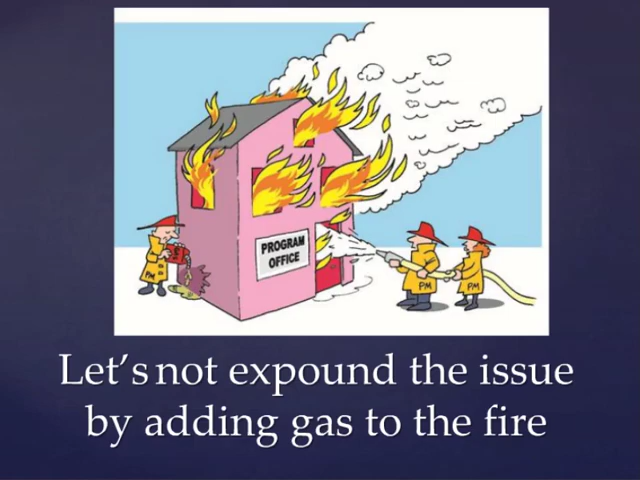 PROGRAM
OFFICE
PM
PM
PM
Let's not expound the issue
by adding gas to the fire